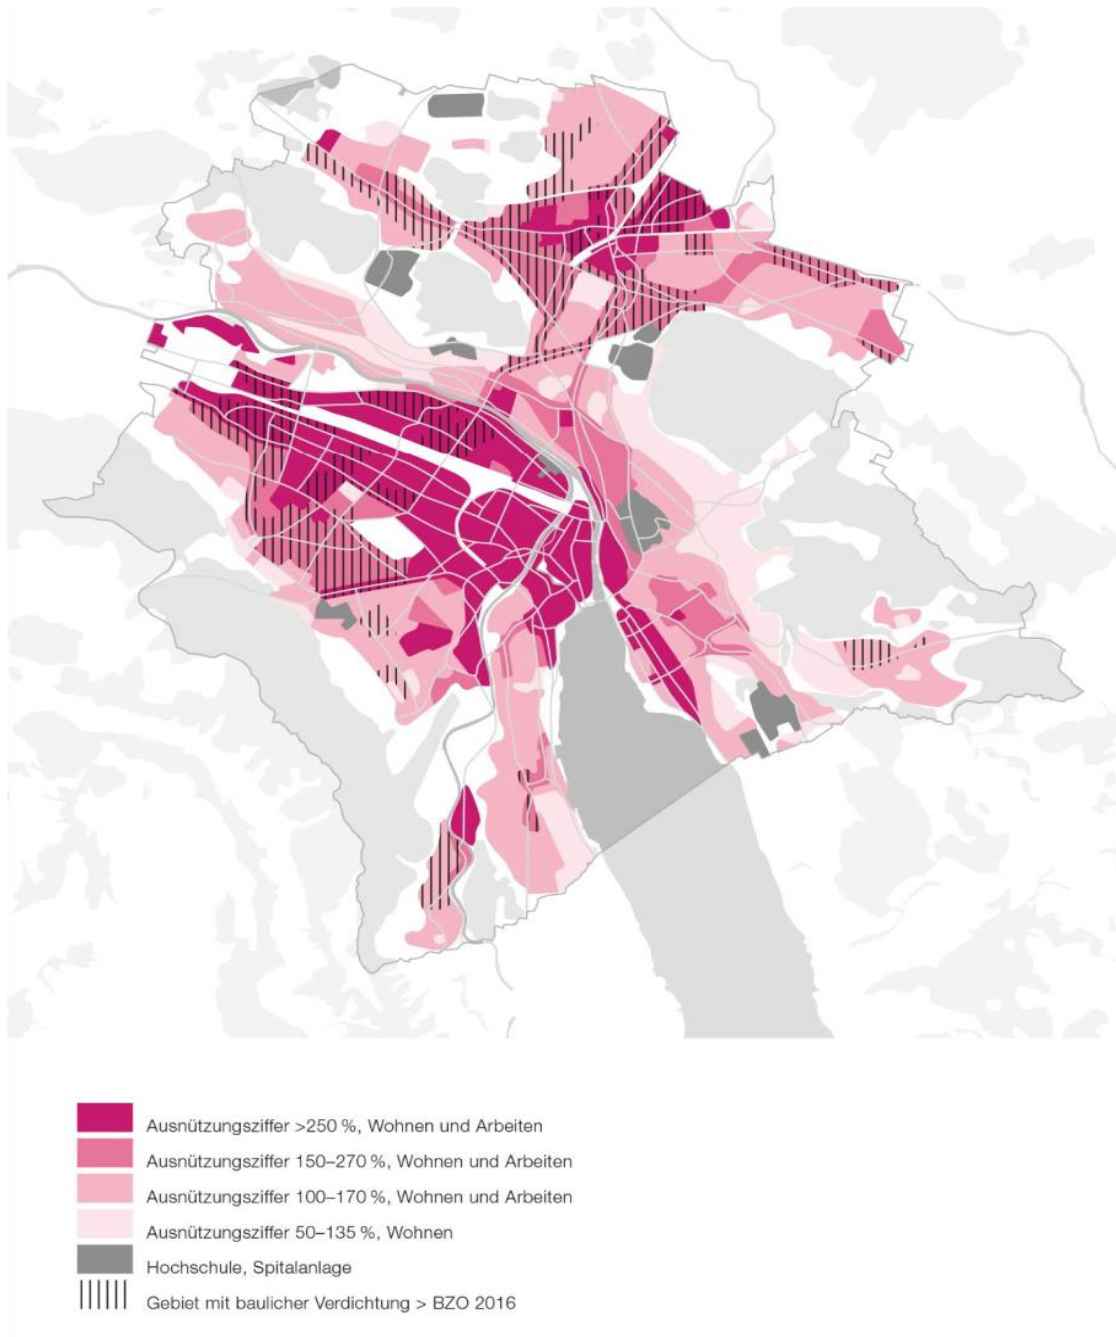 Ausnützungsziffer >250 %, Wohnen und Arbeiten
Ausnützungsziffer 150–270 %, Wohnen und Arbeiten
Ausnützungsziffer 100–170 %, Wohnen und Arbeiten
Ausnützungsziffer 50–135 %, Wohnen
Hochschule, Spitalanlage
Gebiet mit baulicher Verdichtung > BZO 2016